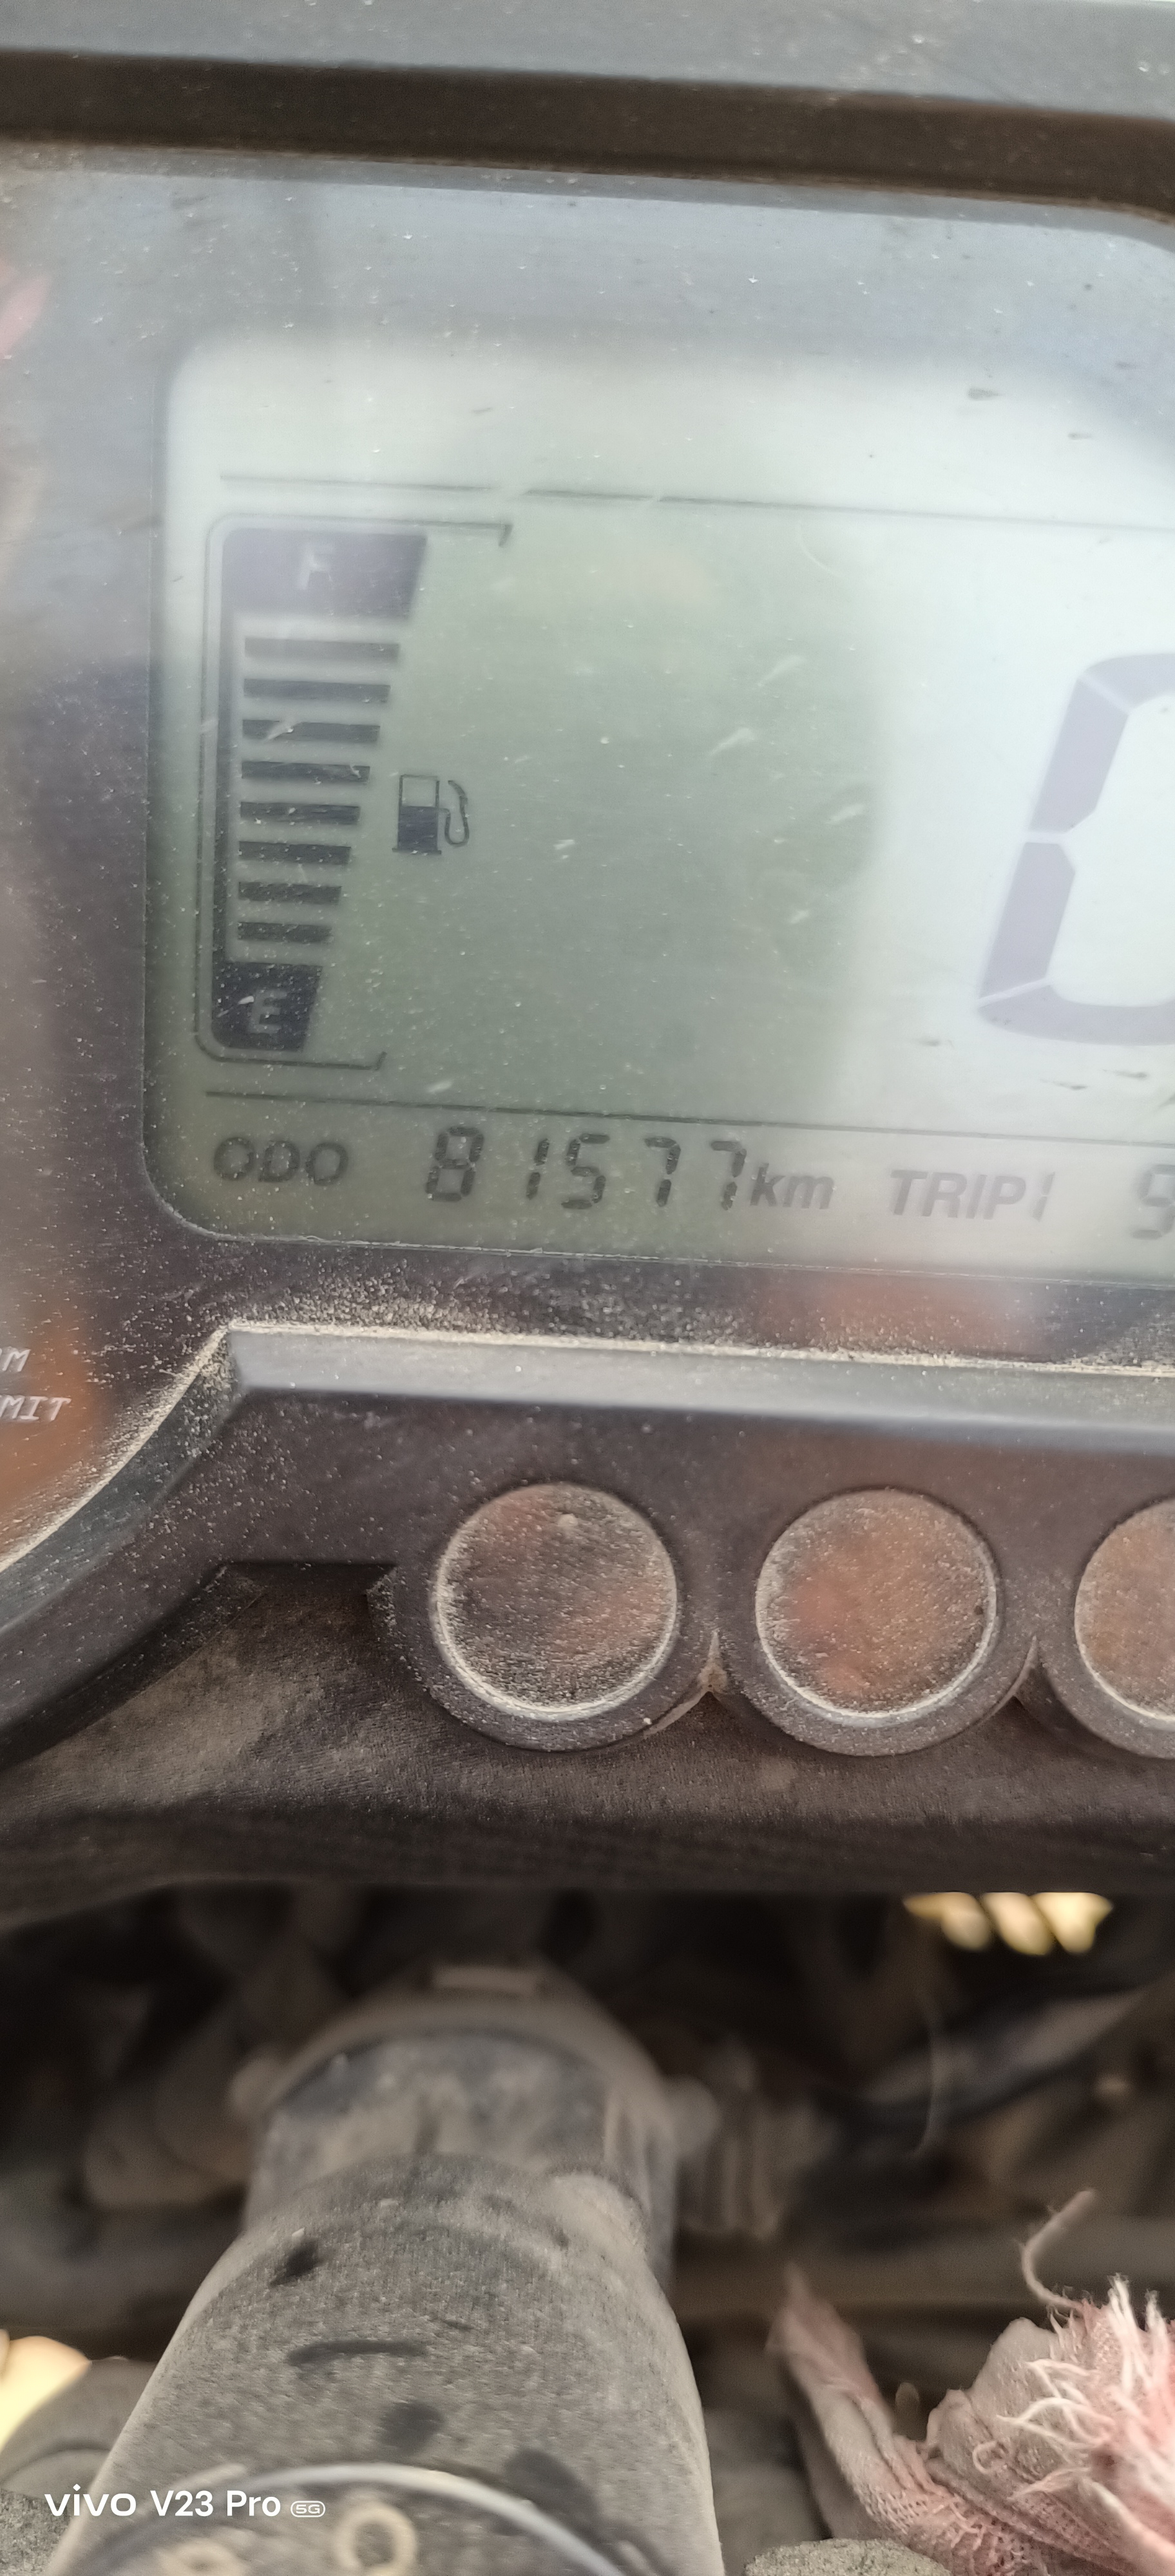 F
E
ODO 81577km TRIP1
MIT
vivo V23 Pro 5G